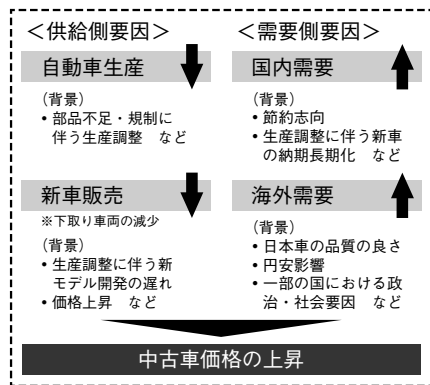 ＜供給側要因＞
自動車生産
（背景）
・部品不足・規制に
伴う生産調整　など
新車販売
※下取り車両の減少
（背景）
・生産調整に伴う新
モデル開発の遅れ
・価格上昇　など
＜需要側要因＞
国内需要
（背景）
・節約志向
・生産調整に伴う新車
の納期長期化　など
海外需要
（背景）
・日本車の品質の良さ
・円安影響
・一部の国における政
治・社会要因　など
中古車価格の上昇